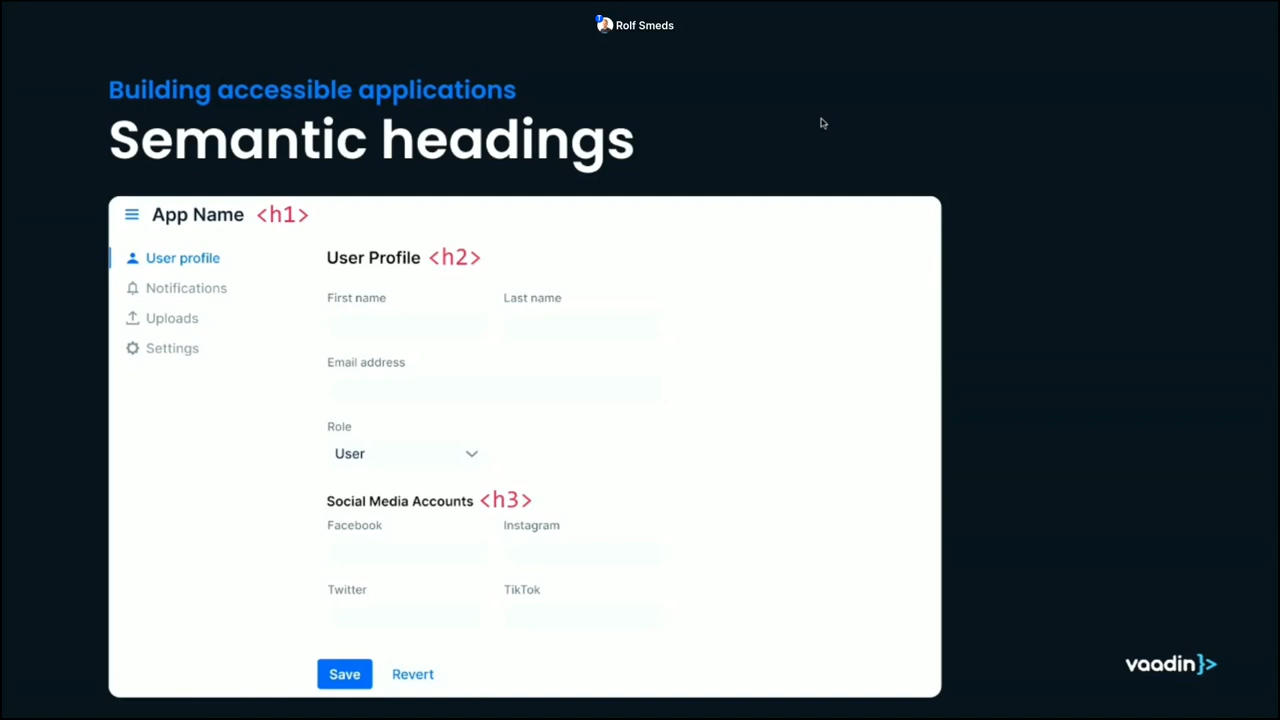 Rolf Smeds
Building accessible applications
Semantic headings
App Name <h1>
User profile
Notifications
Uploads
Settings
User Profile <h2>
First name Last name
Email address
Role
User
Social Media Accounts <h3>
Facebook Instagram
Twitter TikTok
Save Revert
vaadin}>